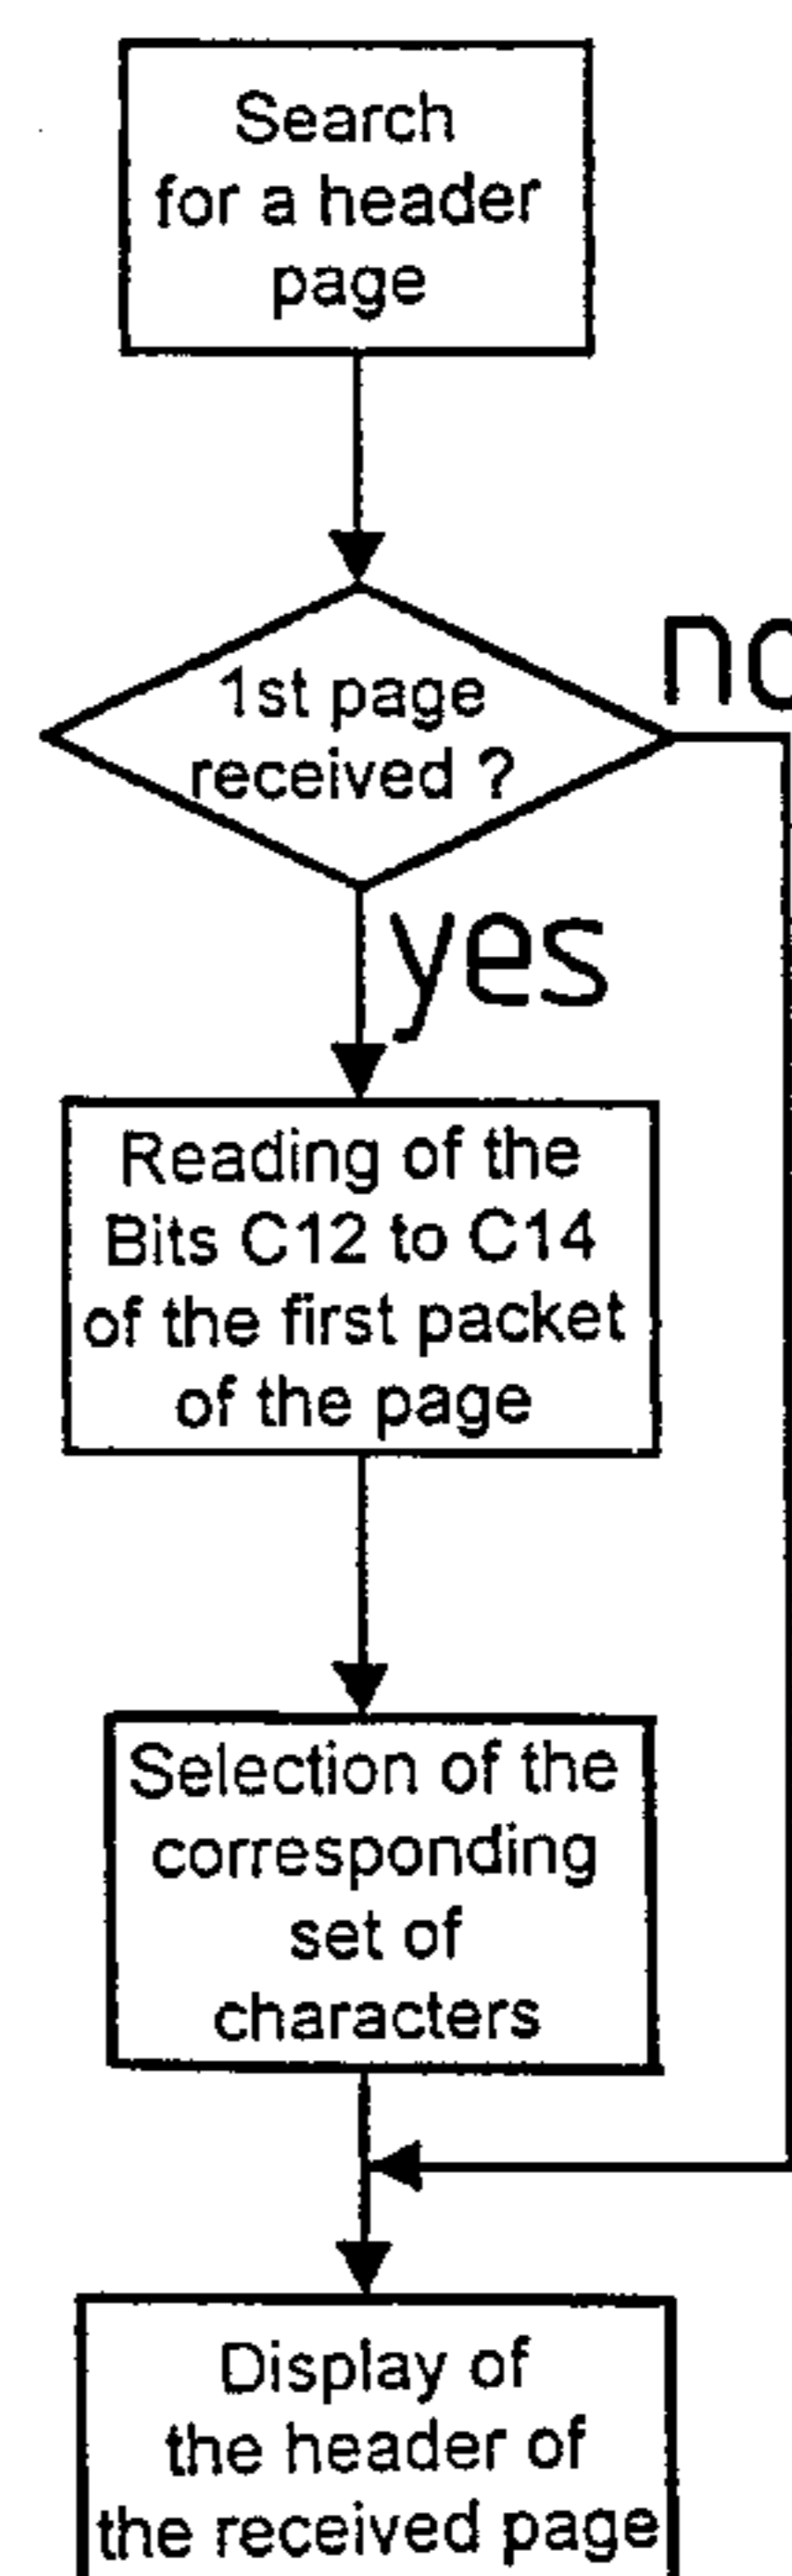 Search
for a header
page
1st page
received ?
no
yes
Reading of the
Bits C12 to C14
of the first packet
of the page
Selection of the
corresponding
set of
characters
Display of
the header of
the received page